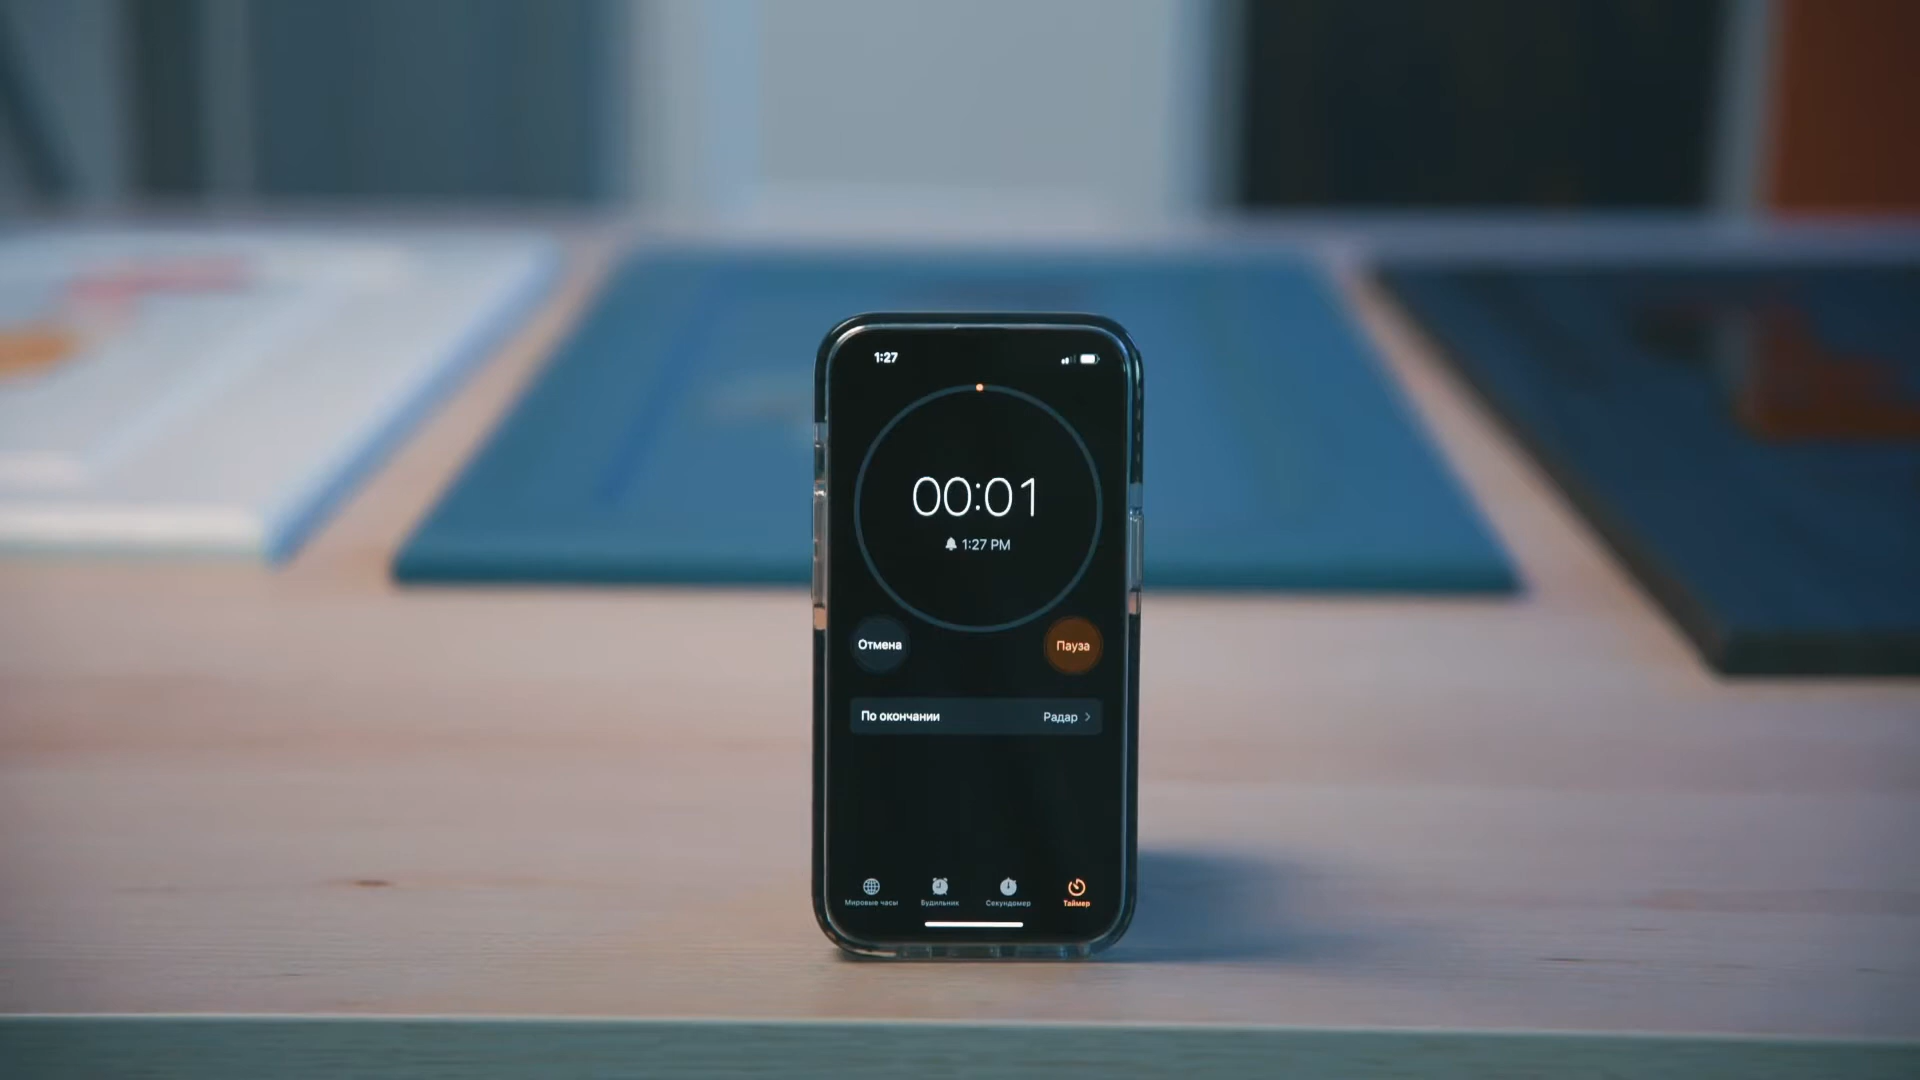 1:27
00:01
1:27 PM
Отмена
Пауза
По окончании
Радар
Мировые часы
Будильник
Секундомер
Таймер